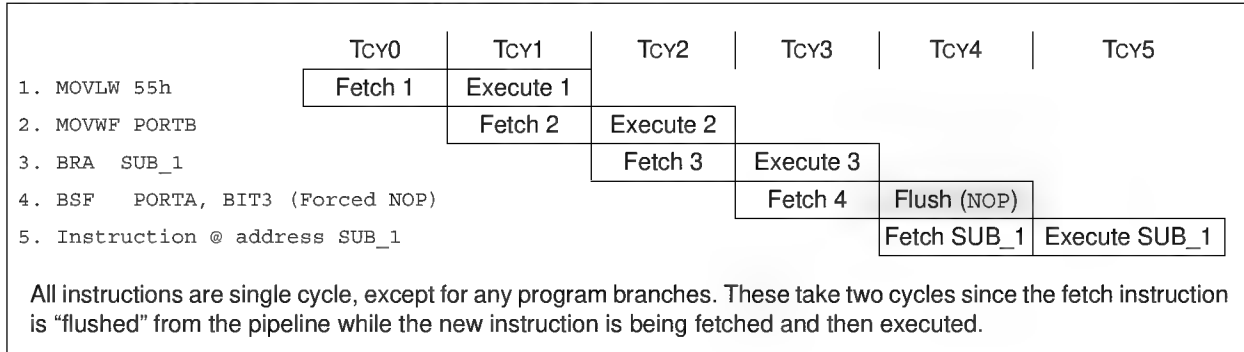 TCY0 TCY1 TCY2 TCY3 TCY4 TCY5
1. MOVLW 55h Fetch 1 Execute 1
2. MOVWF PORTB Fetch 2 Execute 2
3. BRA SUB_1 Fetch 3 Execute 3
4. BSF PORTA, BIT3 (Forced NOP) Fetch 4 Flush (NOP)
5. Instruction @ address SUB_1 Fetch SUB_1 Execute SUB_1
All instructions are single cycle, except for any program branches. These take two cycles since the fetch instruction
is “flushed” from the pipeline while the new instruction is being fetched and then executed.